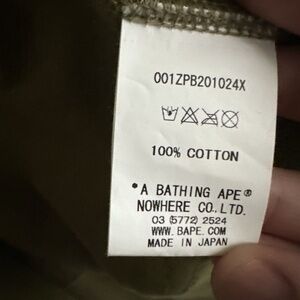 001ZPB201024X
100% COTTON
*A BATHING APE®
NOWHERE CO., LTD.
03 (5772) 2524
WWW. BAPE. COM
MADE IN JAPAN